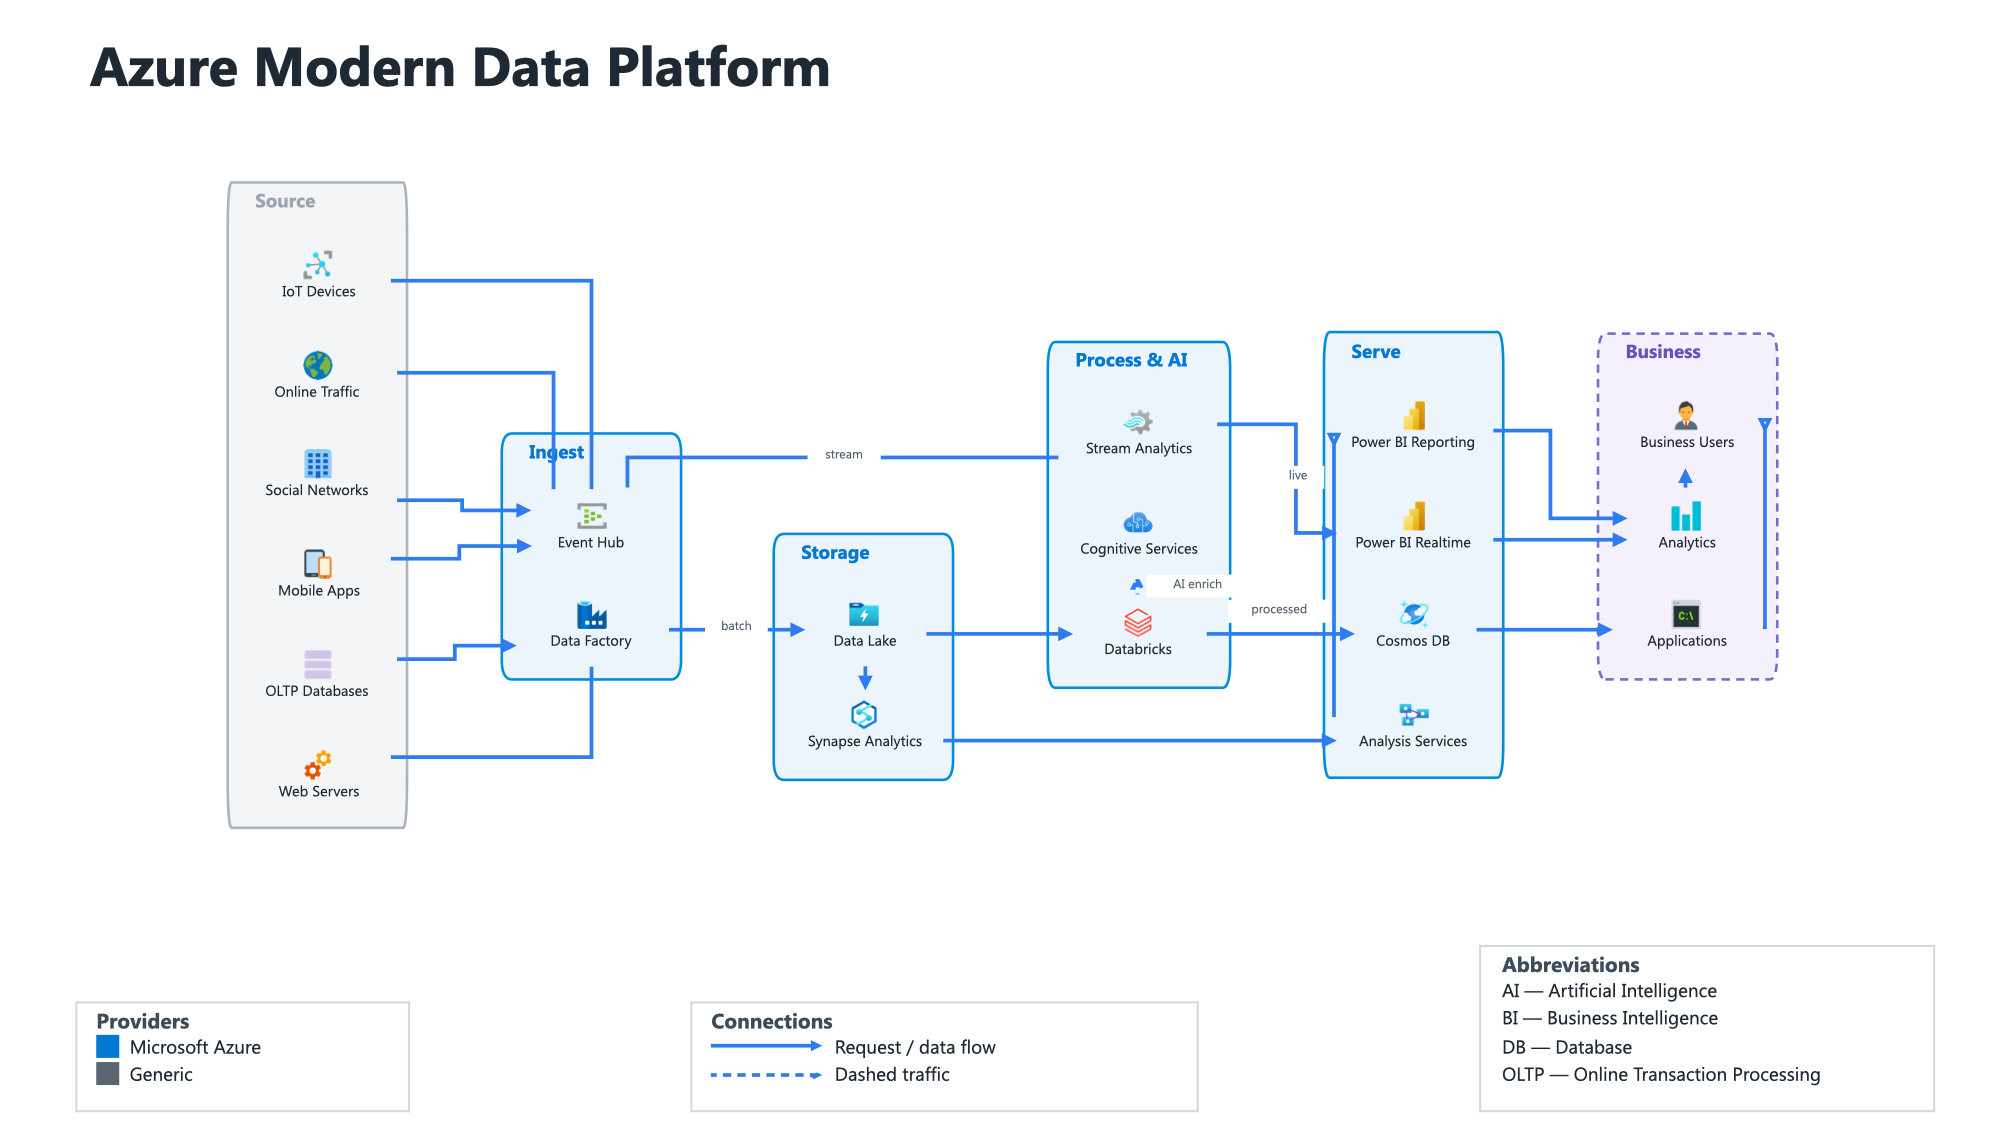 Azure Modern Data Platform
Source
IoT Devices
Online Traffic
Social Networks
Mobile Apps
OLTP Databases
Web Servers
Ingest
Event Hub
Data Factory
stream
batch
Storage
Data Lake
Synapse Analytics
Process & AI
Stream Analytics
Cognitive Services
AI enrich
Databricks
live
processed
Serve
Power BI Reporting
Power BI Realtime
Cosmos DB
Analysis Services
Business
Business Users
Analytics
C:\
Applications
Providers
Microsoft Azure
Generic
Connections
Request / data flow
Dashed traffic
Abbreviations
AI — Artificial Intelligence
BI — Business Intelligence
DB — Database
OLTP — Online Transaction Processing